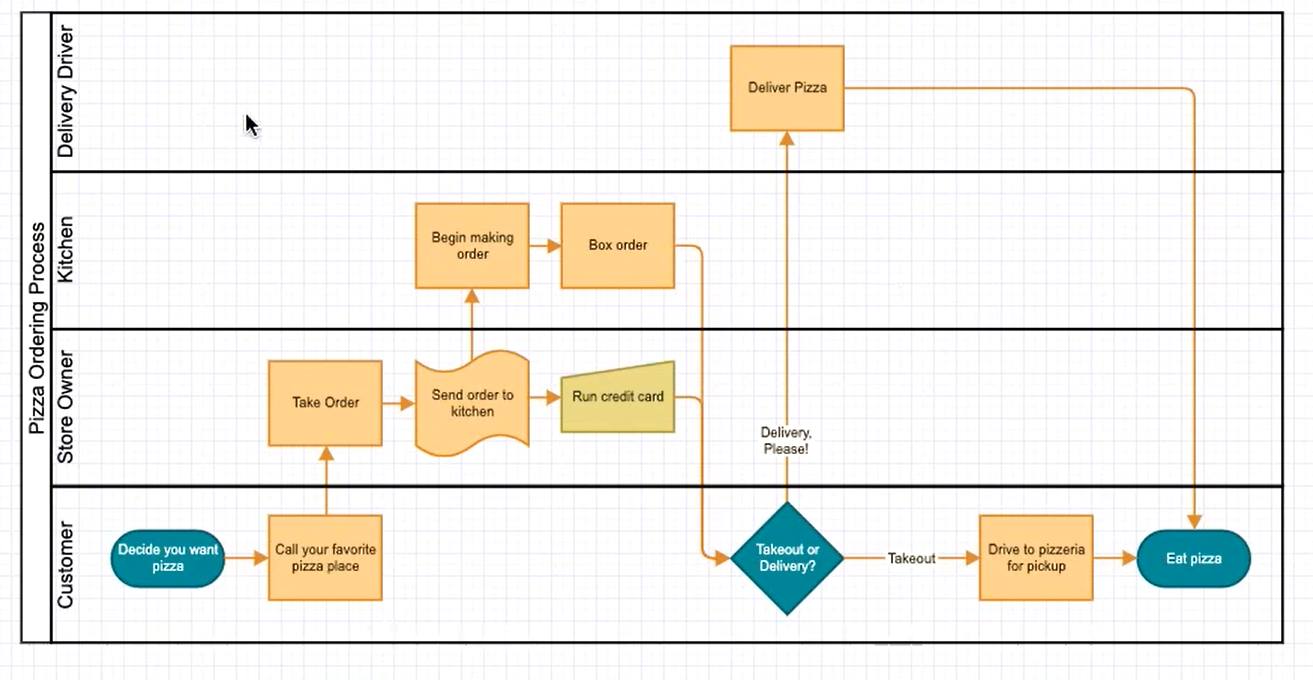 Pizza Ordering Process
Delivery Driver
Deliver Pizza
Kitchen
Begin making
order
Box order
Store Owner
Take Order
Send order to
kitchen
Run credit card
Delivery,
Please!
Customer
Decide you want
pizza
Call your favorite
pizza place
Takeout or
Delivery?
Takeout
Drive to pizzeria
for pickup
Eat pizza